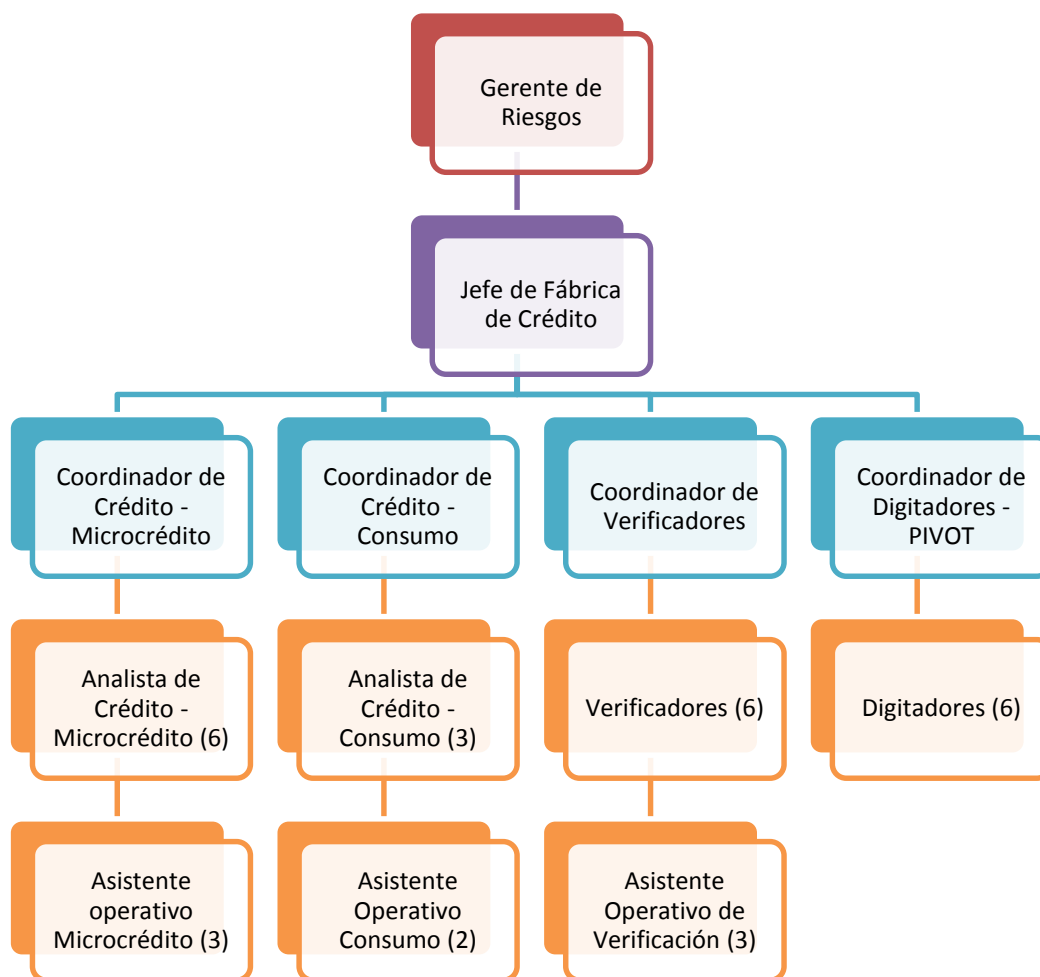 Gerente de
Riesgos
Jefe de Fábrica
de Crédito
Coordinador de
Crédito -
Microcrédito
Coordinador de
Crédito -
Consumo
Coordinador de
Verificadores
Coordinador de
Digitadores -
PIVOT
Analista de
Crédito -
Microcrédito (6)
Analista de
Crédito -
Consumo (3)
Verificadores (6)
Digitadores (6)
Asistente
operativo
Microcrédito (3)
Asistente
Operativo
Consumo (2)
Asistente
Operativo de
Verificación (3)